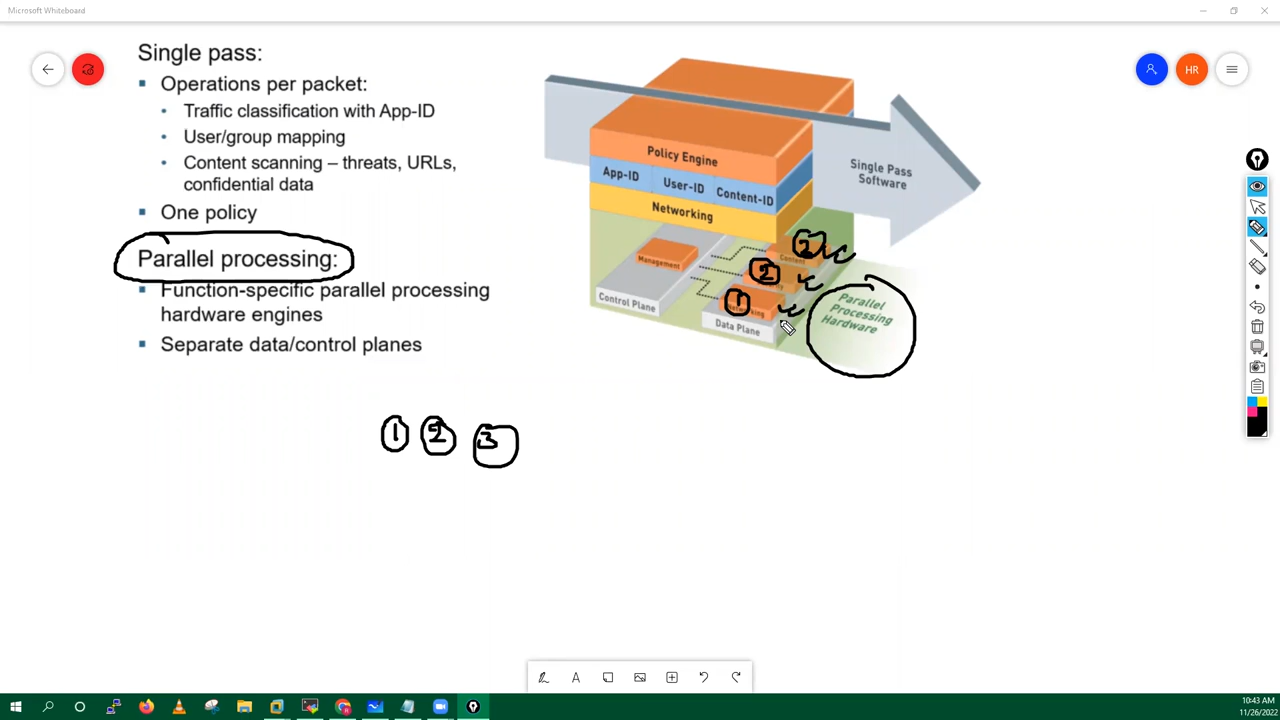 Microsoft Whiteboard
Single pass:
Operations per packet:
Traffic classification with App-ID
User/group mapping
Content scanning – threats, URLs,
confidential data
One policy
Parallel processing:
Function-specific parallel processing
hardware engines
Separate data/control planes
HR
Policy Engine
App-ID
User-ID
Content-ID
Networking
Single Pass
Software
Management
Control Plane
Content
2
2
1
Data Plane
Parallel
Processing
Hardware
1 2 3
A
10:43 AM
11/26/2022